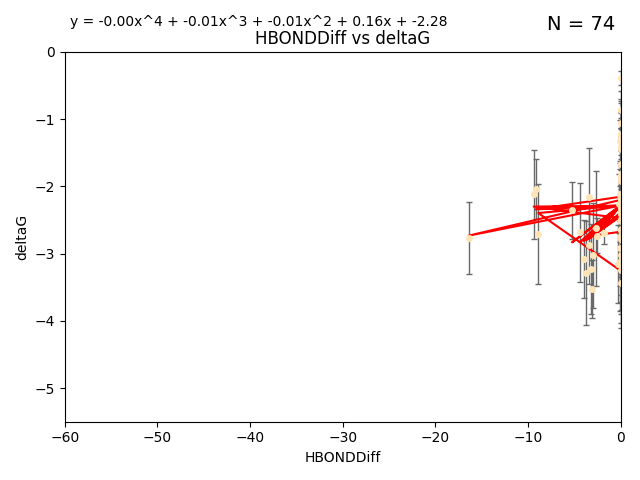 y = -0.00x^4 + -0.01x^3 + -0.01x^2 + 0.16x + -2.28
N = 74
HBONDDiff vs deltaG
0
−1
−2
−3
−4
−5
deltaG
−60 −50 −40 −30 −20 −10 0
HBONDDiff